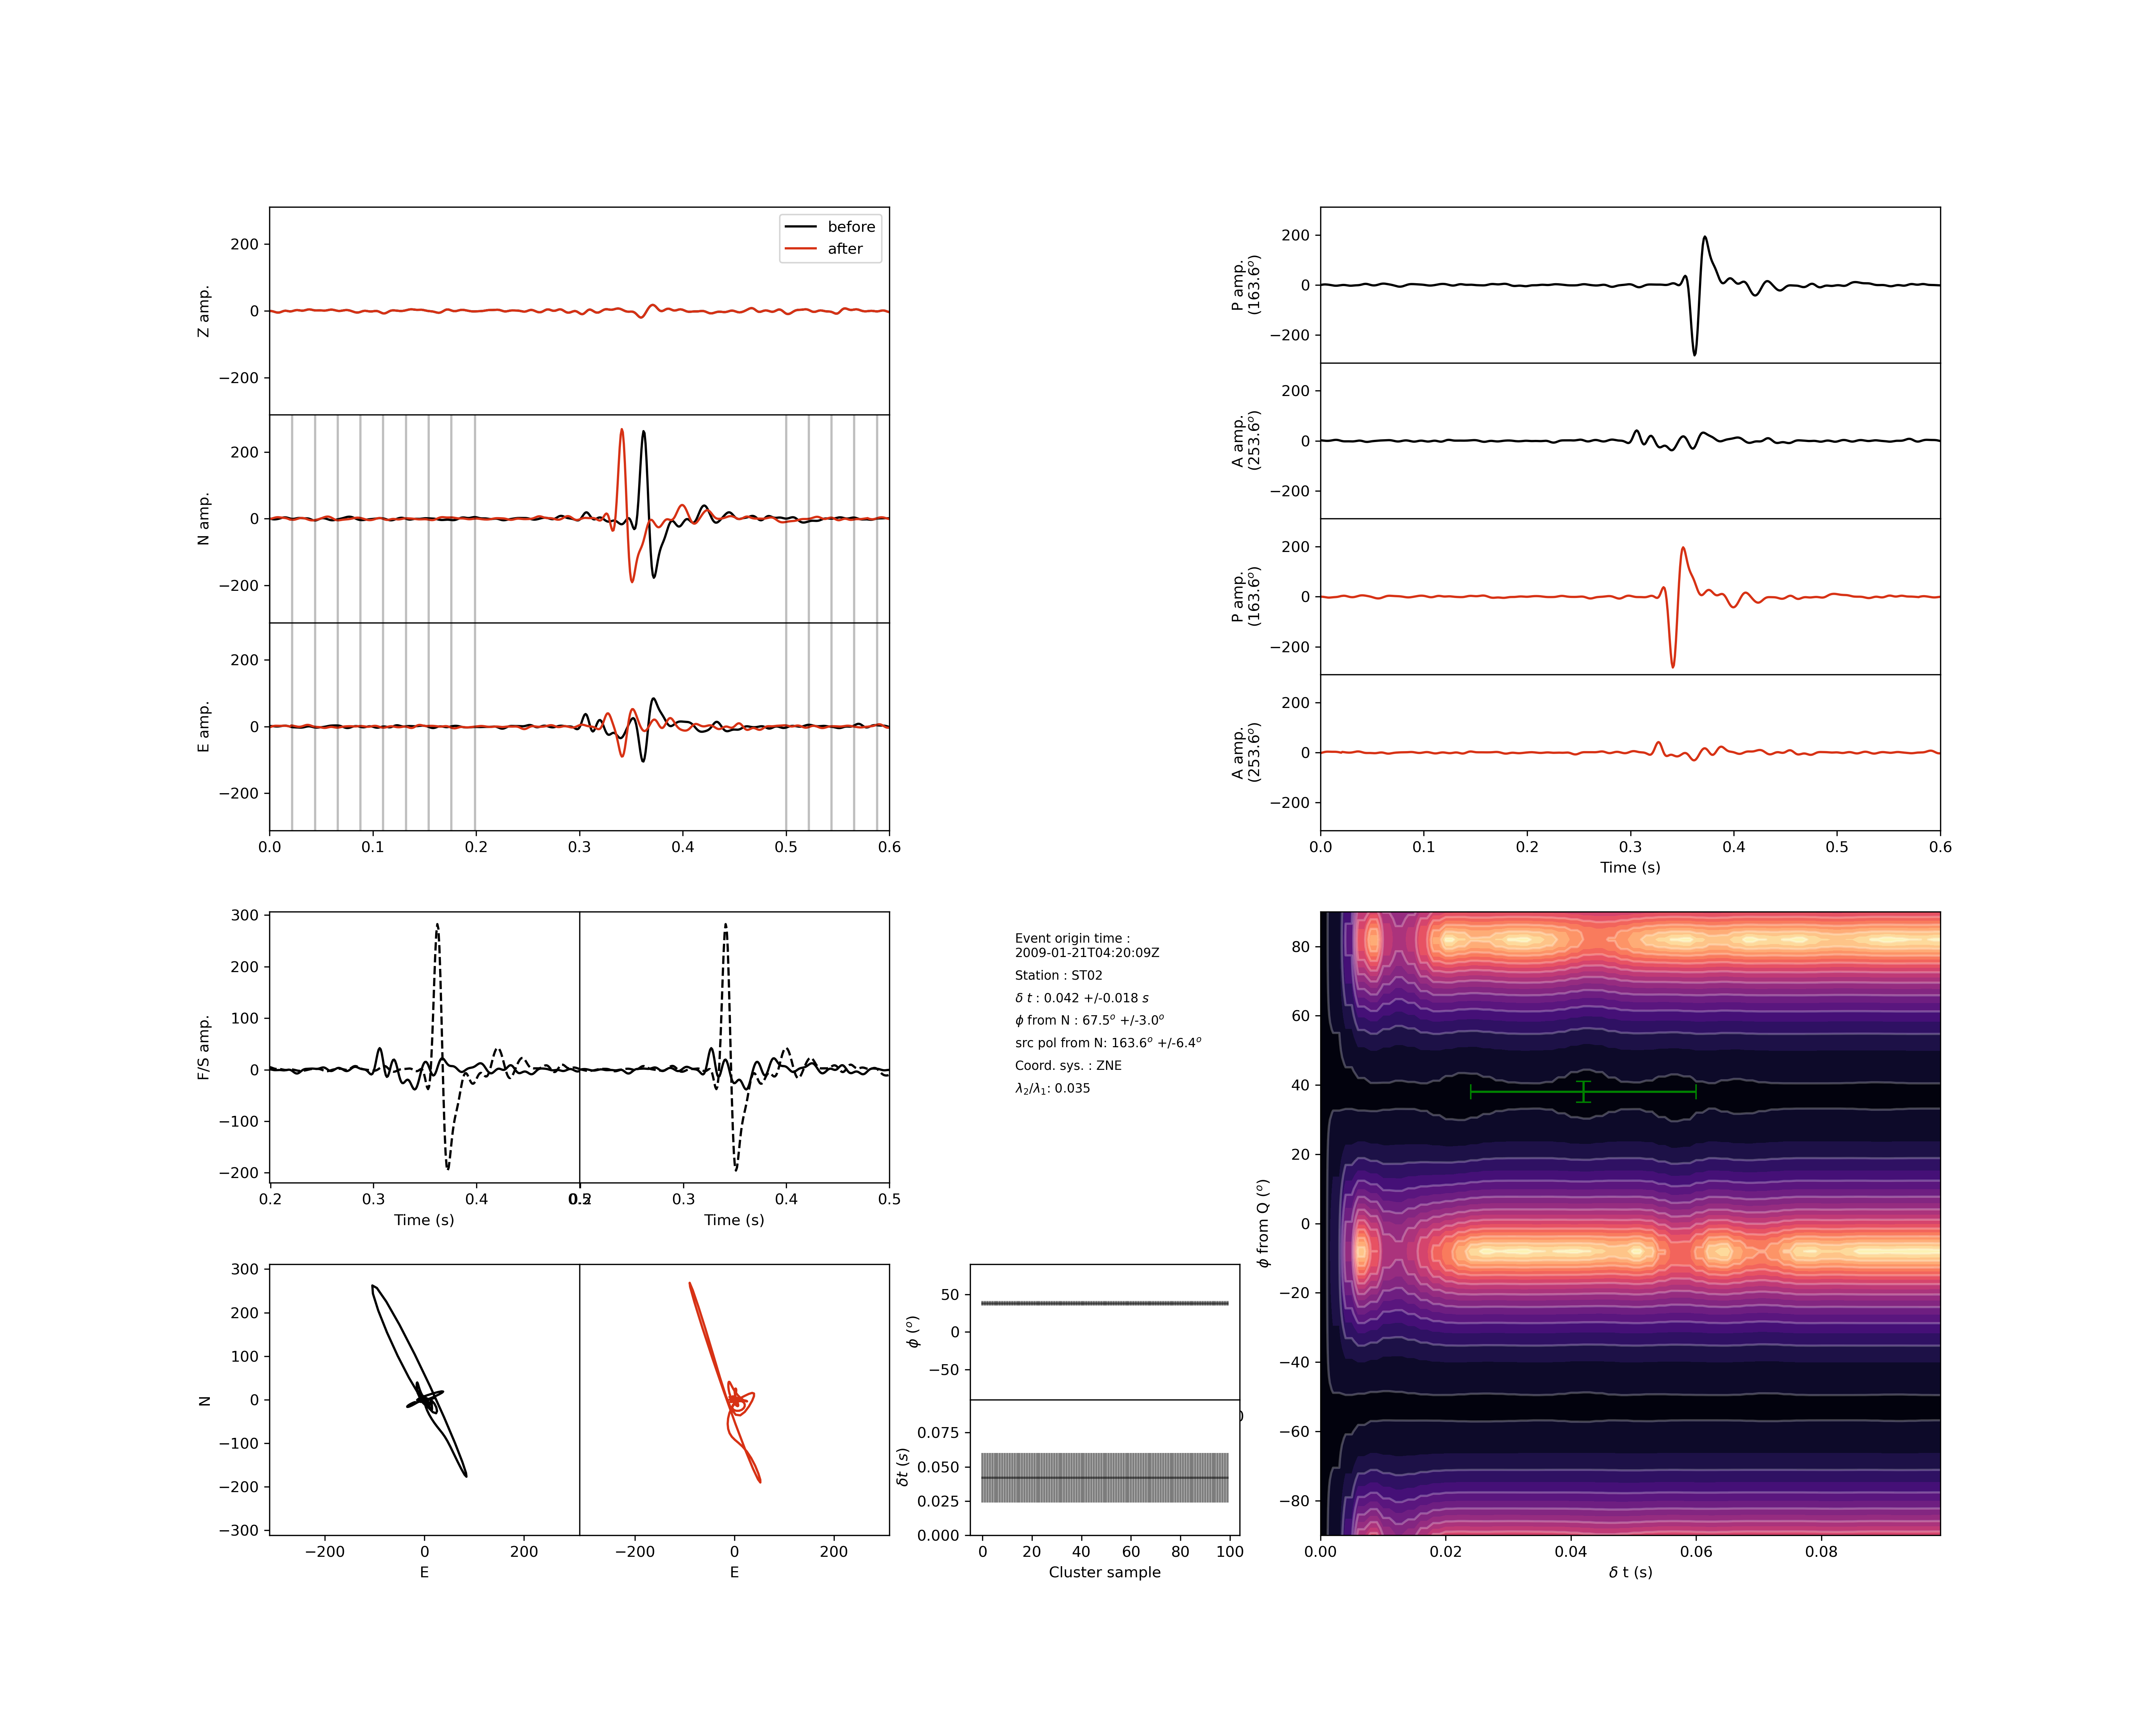 before
after
200
0
−200
Z amp.
200
0
−200
N amp.
200
0
−200
E amp.
0.0 0.1 0.2 0.3 0.4 0.5 0.6
200
0
−200
P amp.
(163.6°)
200
0
−200
A amp.
(253.6°)
200
0
−200
P amp.
(163.6°)
200
0
−200
A amp.
(253.6°)
0.0 0.1 0.2 0.3 0.4 0.5 0.6
Time (s)
300
200
100
0
−100
−200
F/S amp.
0.2 0.3 0.4 0.5
Time (s)
0.2 0.3 0.4 0.5
Time (s)
Event origin time :
2009-01-21T04:20:09Z
Station : ST02
δ t : 0.042 +/-0.018 s
ϕ from N : 67.5° +/-3.0°
src pol from N: 163.6° +/-6.4°
Coord. sys. : ZNE
λ2/λ1: 0.035
300
200
100
0
−100
−200
−300
N
−200 0 200
E
−200 0 200
E
50
0
−50
ϕ (°)
0.075
0.050
0.025
0.000
δt (s)
0 20 40 60 80 100
Cluster sample
80
60
40
20
0
−20
−40
−60
−80
ϕ from Q (°)
0.00 0.02 0.04 0.06 0.08
δ t (s)